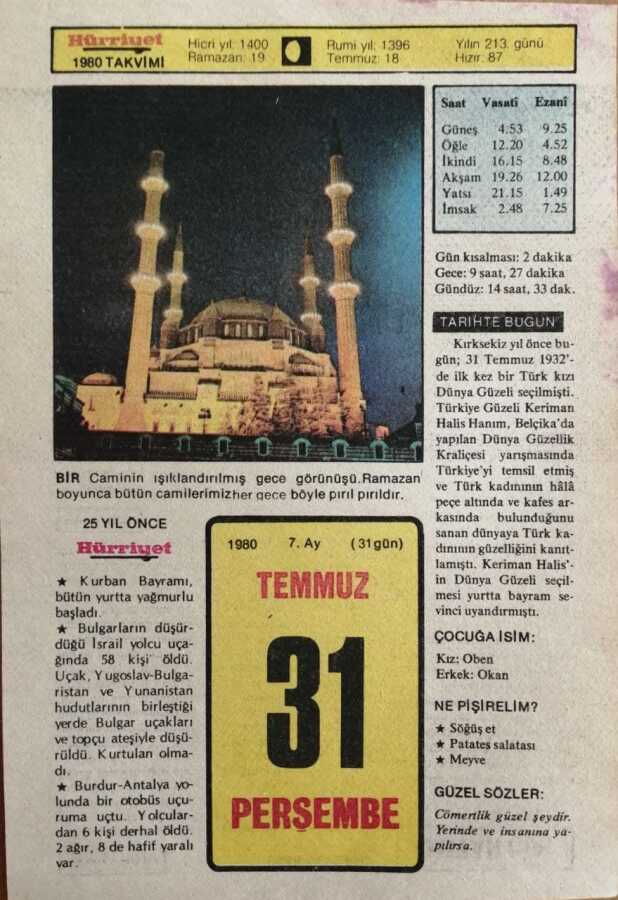 Hürriyet
1980 TAKVİMİ
Hicri yıl: 1400
Ramazan: 19
Rumi yıl: 1396
Temmuz: 18
Yılın 213. günü
Hızır: 87
Saat Vasati Ezani
Güneş 4.53 9.25
Öğle 12.20 4.52
İkindi 16.15 8.48
Akşam 19.26 12.00
Yatsı 21.15 1.49
İmsak 2.48 7.25
Gün kısalması: 2 dakika
Gece: 9 saat, 27 dakika
Gündüz: 14 saat, 33 dak.
TARİHTE BUGÜN
Kırksekiz yıl önce bu-
gün; 31 Temmuz 1932'-
de ilk kez bir Türk kızı
Dünya Güzeli seçilmişti.
Türkiye Güzeli Keriman
Halis Hanım, Belçika'da
yapılan Dünya Güzellik
Kraliçesi yarışmasında
Türkiye'yi temsil etmiş
ve Türk kadınının hâlâ
peçe altında ve kafes ar-
kasında bulunduğunu
sanan dünyaya Türk ka-
dınının güzelliğini kanıt-
lamıştı. Keriman Halis'-
in Dünya Güzeli seçil-
mesi yurtta bayram se-
vinci uyandırmıştı.
ÇOCUĞA İSİM:
Kız: Oben
Erkek: Okan
NE PİŞİRELİM?
★ Söğüş et
★ Patates salatası
★ Meyve
GÜZEL SÖZLER:
Cömertlik güzel şeydir.
Yerinde ve insanına ya-
pılırsa.
BİR Caminin ışıklandırılmış gece görünüşü.Ramazan
boyunca bütün camilerimiz her gece böyle pırıl pırıldır.
25 YIL ÖNCE
Hürriyet
★ Kurban Bayramı,
bütün yurtta yağmurlu
başladı.
★ Bulgarların düşür-
düğü İsrail yolcu uça-
ğında 58 kişi öldü.
Uçak, Yugoslav-Bulga-
ristan ve Yunanistan
hudutlarının birleştiği
yerde Bulgar uçakları
ve topçu ateşiyle düşü-
rüldü. Kurtulan olma-
dı.
★ Burdur-Antalya yo-
lunda bir otobüs uçu-
ruma uçtu. Yolcular-
dan 6 kişi derhal öldü.
2 ağır, 8 de hafif yaralı
var.
1980 7. Ay (31 gün)
TEMMUZ
31
PERŞEMBE